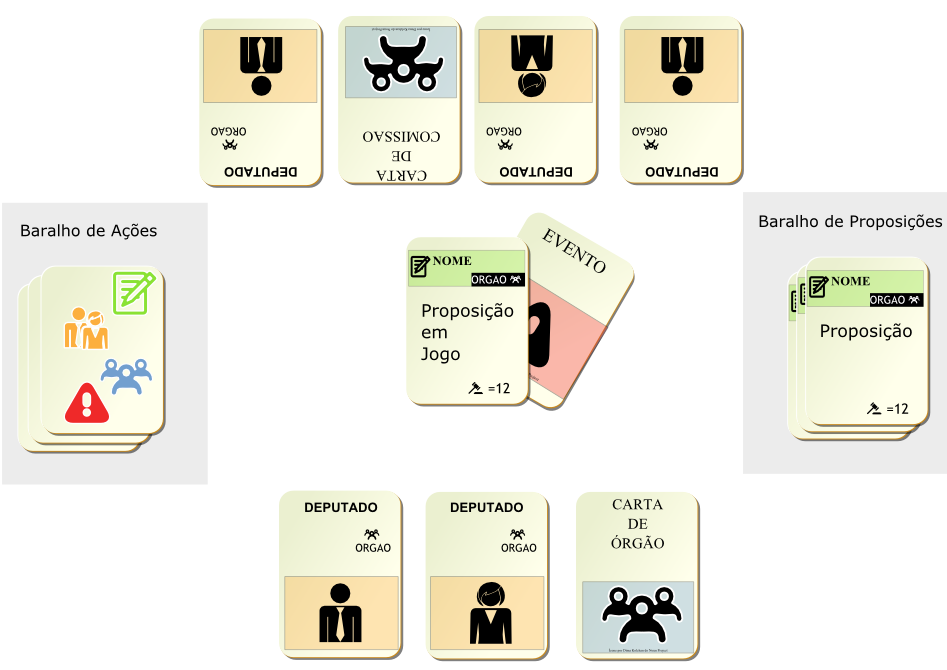 DEPUTADO
ORGAO
CARTA
DE
COMISSAO
DEPUTADO
ORGAO
DEPUTADO
ORGAO
Baralho de Ações
EVENTO
NOME
ORGAO
Proposição
em
Jogo
=12
Baralho de Proposições
NOME
ORGAO
Proposição
=12
DEPUTADO
ORGAO
DEPUTADO
ORGAO
CARTA
DE
ÓRGÃO